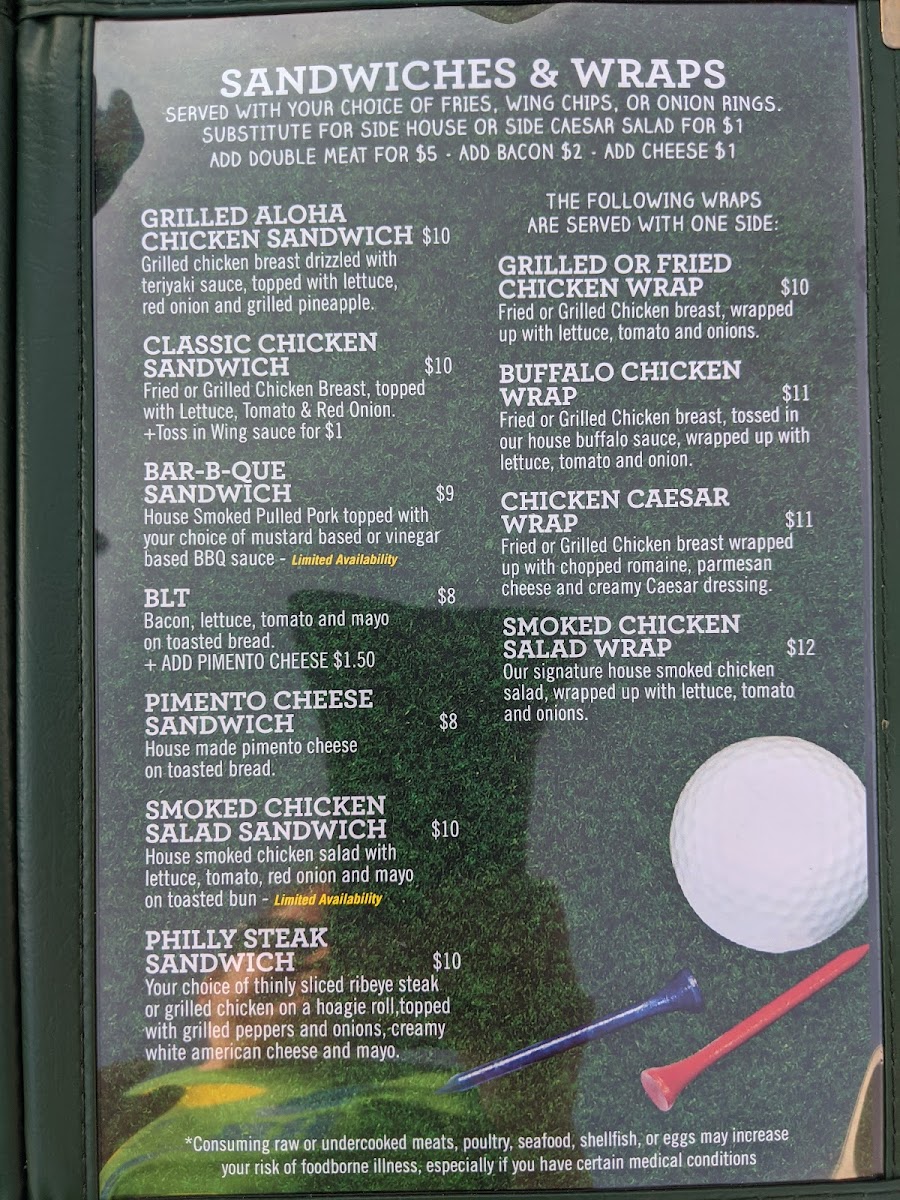 SANDWICHES & WRAPS
SERVED WITH YOUR CHOICE OF FRIES, WING CHIPS, OR ONION RINGS.
SUBSTITUTE FOR SIDE HOUSE OR SIDE CAESAR SALAD FOR $1
ADD DOUBLE MEAT FOR $5 - ADD BACON $2 - ADD CHEESE $1
GRILLED ALOHA
CHICKEN SANDWICH $10
Grilled chicken breast drizzled with
teriyaki sauce, topped with lettuce,
red onion and grilled pineapple.
CLASSIC CHICKEN
SANDWICH $10
Fried or Grilled Chicken Breast, topped
with Lettuce, Tomato & Red Onion.
+Toss in Wing sauce for $1
BAR-B-QUE
SANDWICH $9
House Smoked Pulled Pork topped with
your choice of mustard based or vinegar
based BBQ sauce - Limited Availability
BLT $8
Bacon, lettuce, tomato and mayo
on toasted bread.
+ ADD PIMENTO CHEESE $1.50
PIMENTO CHEESE
SANDWICH $8
House made pimento cheese
on toasted bread.
SMOKED CHICKEN
SALAD SANDWICH $10
House smoked chicken salad with
lettuce, tomato, red onion and mayo
on toasted bun - Limited Availability
PHILLY STEAK
SANDWICH $10
Your choice of thinly sliced ribeye steak
or grilled chicken on a hoagie roll,topped
with grilled peppers and onions, creamy
white american cheese and mayo.
THE FOLLOWING WRAPS
ARE SERVED WITH ONE SIDE:
GRILLED OR FRIED
CHICKEN WRAP $10
Fried or Grilled Chicken breast, wrapped
up with lettuce, tomato and onions.
BUFFALO CHICKEN
WRAP $11
Fried or Grilled Chicken breast, tossed in
our house buffalo sauce, wrapped up with
lettuce, tomato and onion.
CHICKEN CAESAR
WRAP $11
Fried or Grilled Chicken breast wrapped
up with chopped romaine, parmesan
cheese and creamy Caesar dressing.
SMOKED CHICKEN
SALAD WRAP $12
Our signature house smoked chicken
salad, wrapped up with lettuce, tomato
and onions.
*Consuming raw or undercooked meats, poultry, seafood, shellfish, or eggs may increase
your risk of foodborne illness, especially if you have certain medical conditions